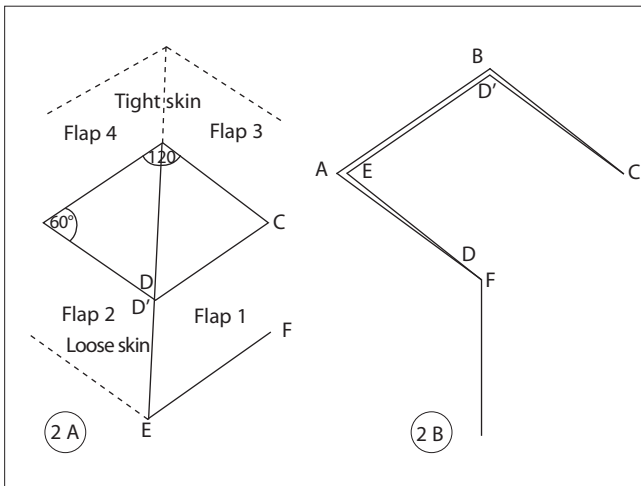 Tight skin
Flap 4
Flap 3
120
60°
C
D
D'
Flap 2
Flap 1
F
Loose skin
E
2 A
B
D'
A
E
C
D
F
2 B